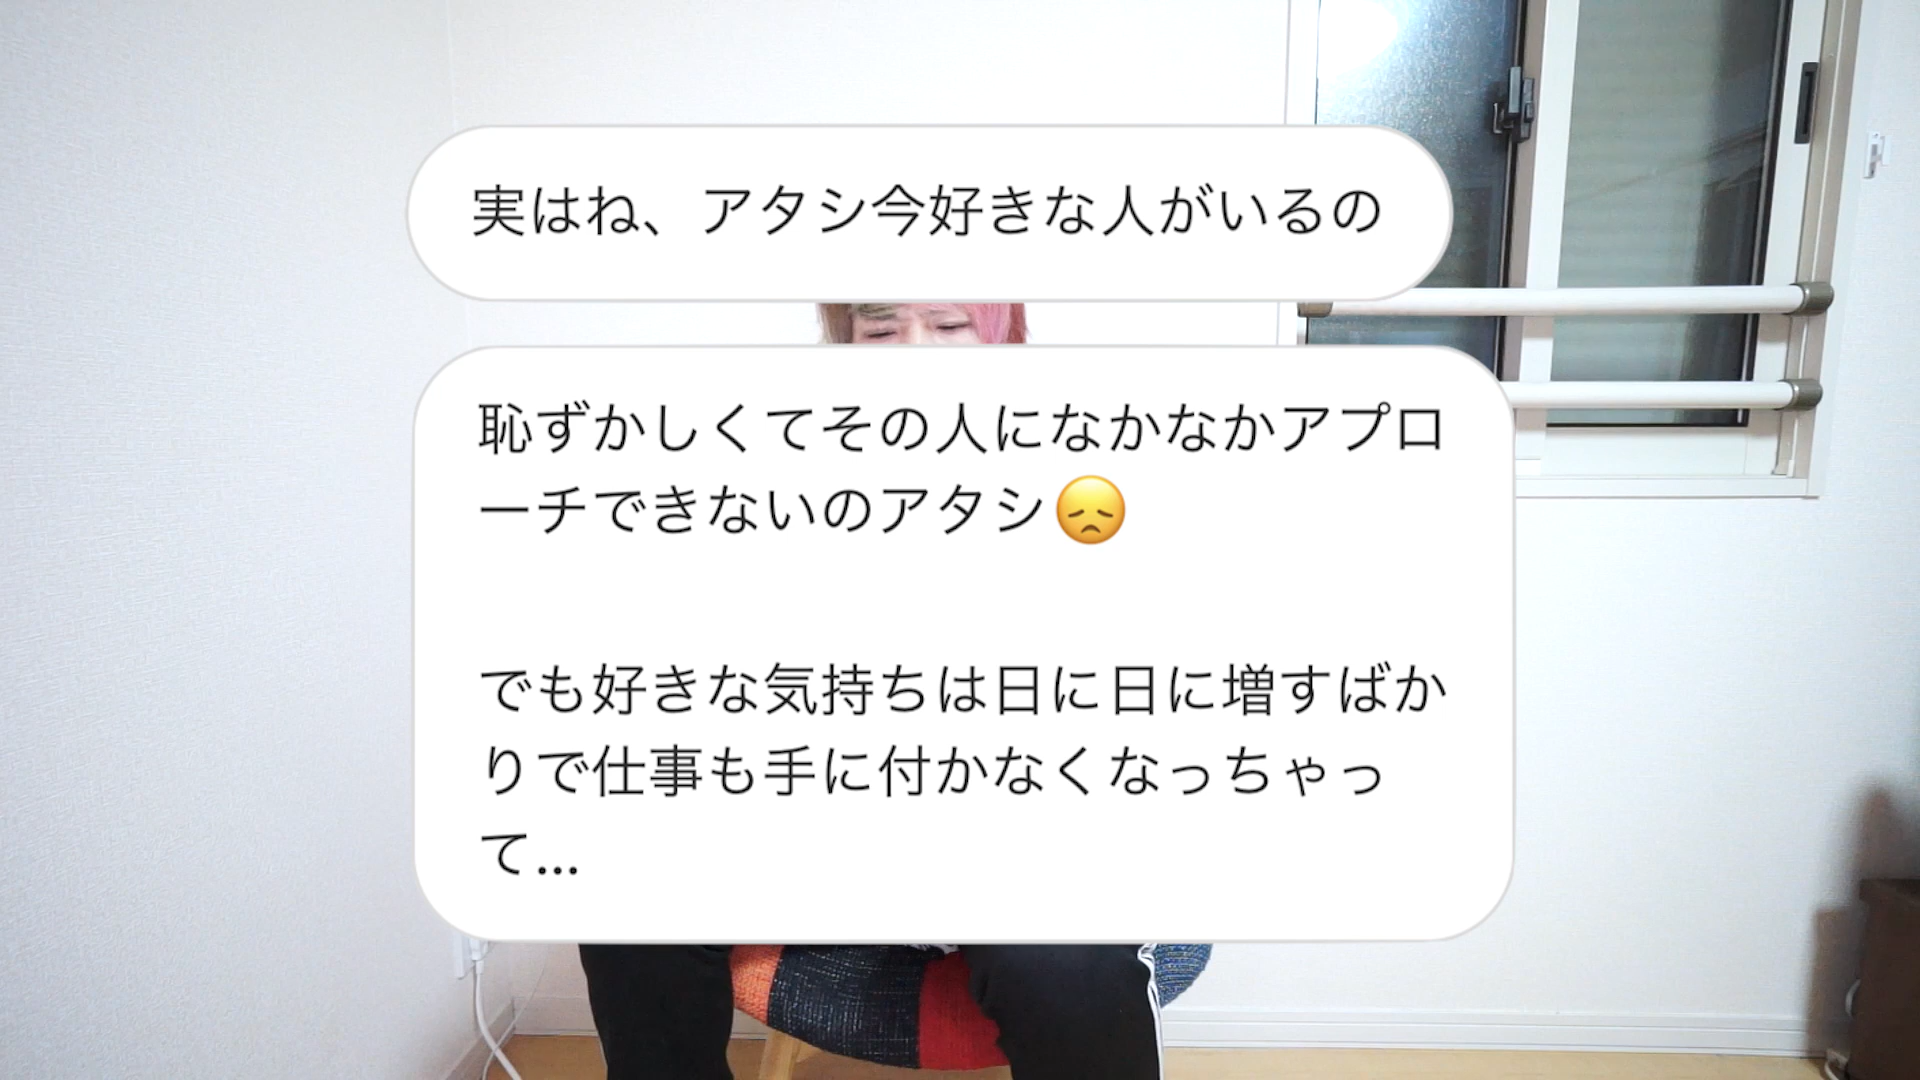 実はね、アタシ今好きな人がいるの
恥ずかしくてその人になかなかアプロ
ーチできないのアタシ😞
でも好きな気持ちは日に日に増すばか
りで仕事も手に付かなくなっちゃっ
て...